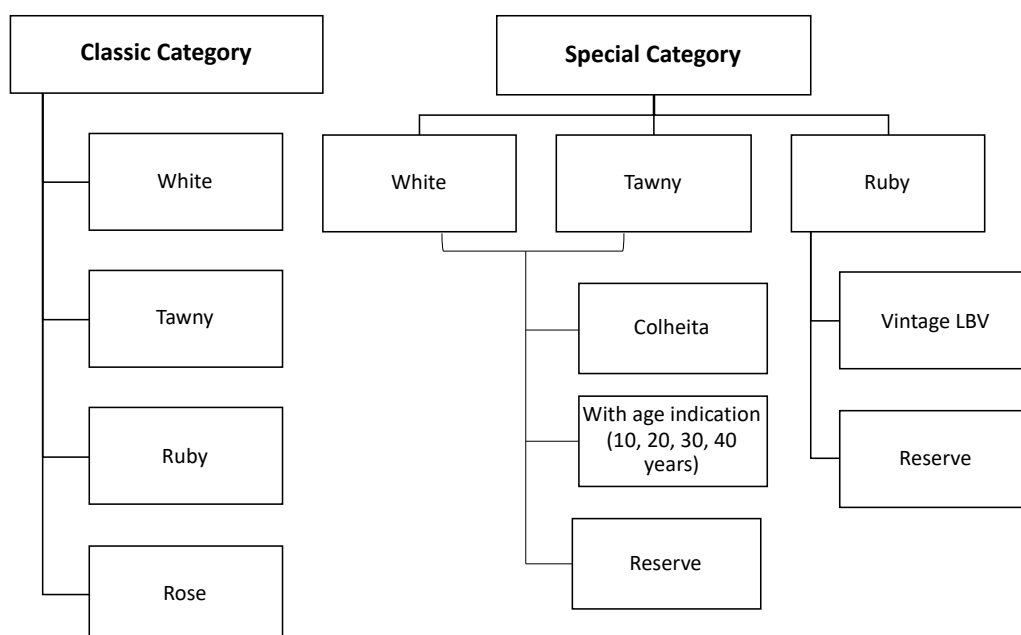 Classic Category
White
Tawny
Ruby
Rose
Special Category
White
Tawny
Ruby
Colheita
With age indication
(10, 20, 30, 40
years)
Reserve
Vintage LBV
Reserve